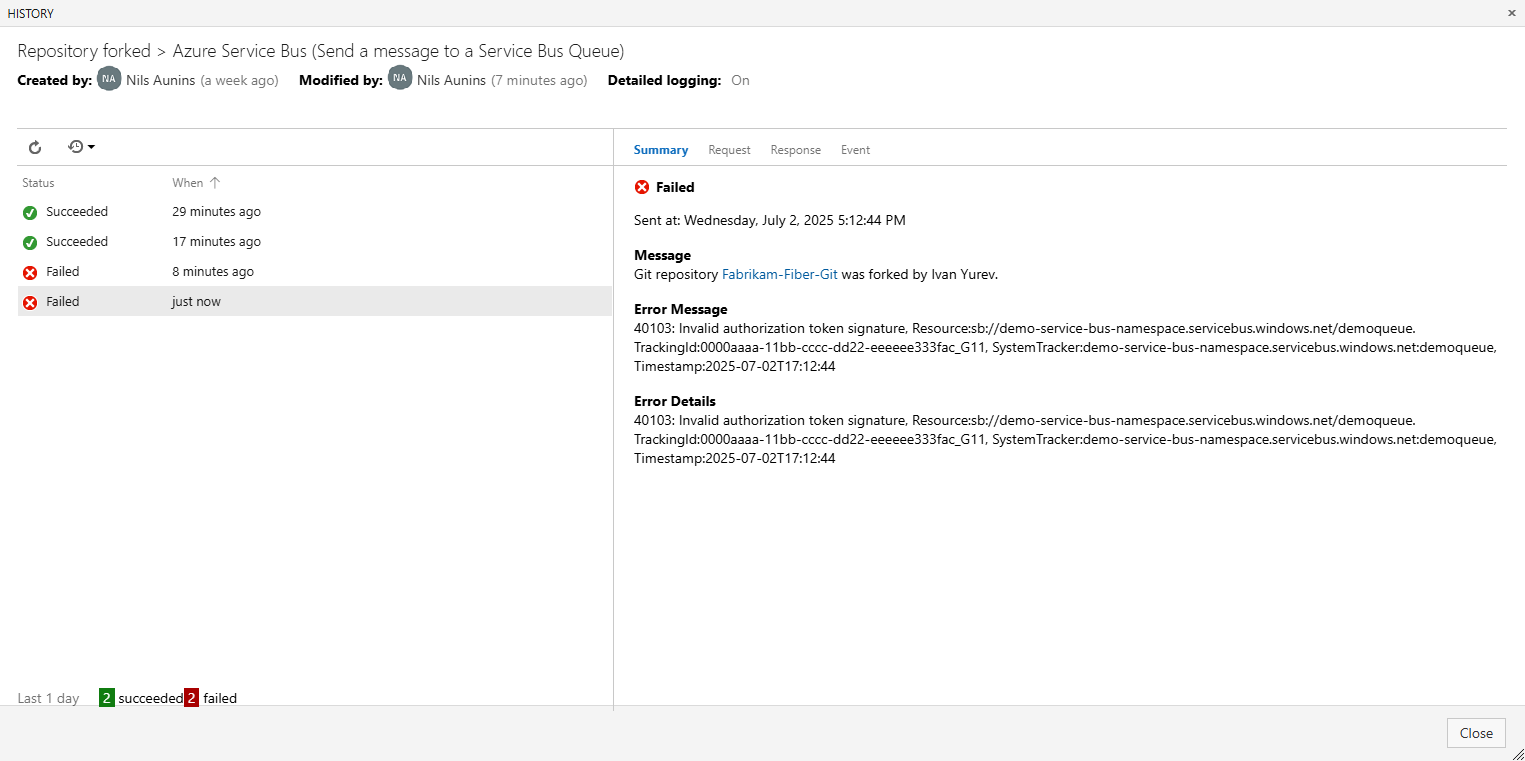 HISTORY
Repository forked > Azure Service Bus (Send a message to a Service Bus Queue)
Created by: NA Nils Aunins (a week ago) Modified by: NA Nils Aunins (7 minutes ago) Detailed logging: On
Summary Request Response Event
Status When
Succeeded 29 minutes ago
Succeeded 17 minutes ago
Failed 8 minutes ago
Failed just now
Last 1 day 2 succeeded 2 failed
Failed
Sent at: Wednesday, July 2, 2025 5:12:44 PM
Message
Git repository Fabrikam-Fiber-Git was forked by Ivan Yurev.
Error Message
40103: Invalid authorization token signature, Resource:sb://demo-service-bus-namespace.servicebus.windows.net/demoqueue.
TrackingId:0000aaaa-11bb-cccc-dd22-eeeeee333fac_G11, SystemTracker:demo-service-bus-namespace.servicebus.windows.net:demoqueue,
Timestamp:2025-07-02T17:12:44
Error Details
40103: Invalid authorization token signature, Resource:sb://demo-service-bus-namespace.servicebus.windows.net/demoqueue.
TrackingId:0000aaaa-11bb-cccc-dd22-eeeeee333fac_G11, SystemTracker:demo-service-bus-namespace.servicebus.windows.net:demoqueue,
Timestamp:2025-07-02T17:12:44
Close